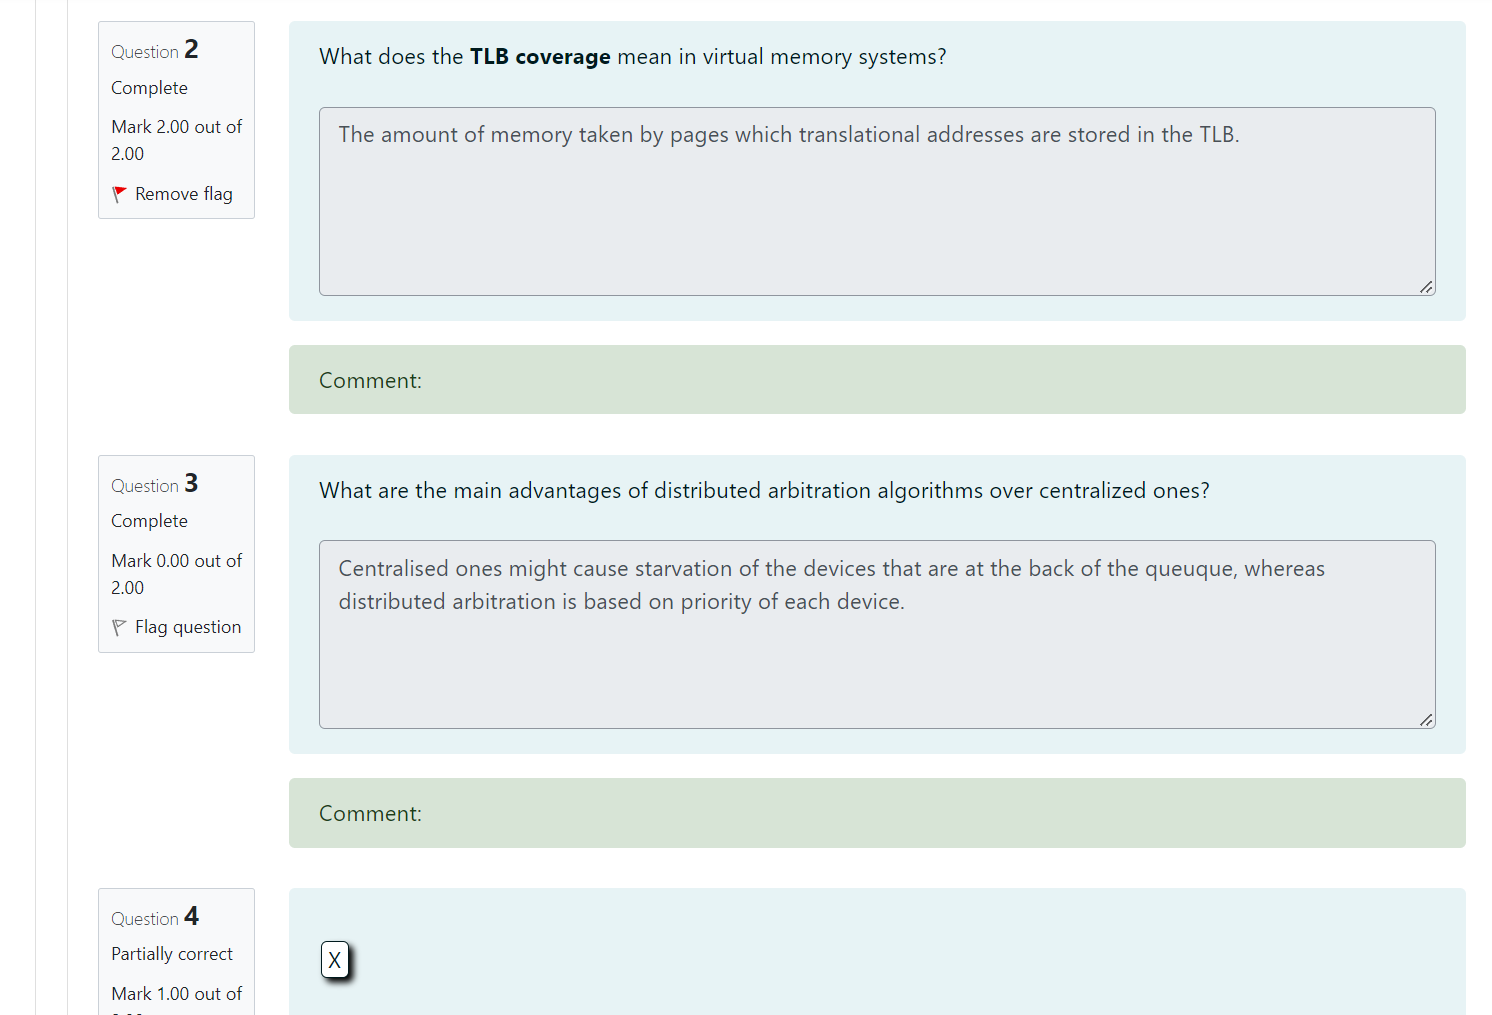 Question 2
Complete
Mark 2.00 out of
2.00
Remove flag
What does the TLB coverage mean in virtual memory systems?
The amount of memory taken by pages which translational addresses are stored in the TLB.
Comment:
Question 3
Complete
Mark 0.00 out of
2.00
Flag question
What are the main advantages of distributed arbitration algorithms over centralized ones?
Centralised ones might cause starvation of the devices that are at the back of the queuque, whereas
distributed arbitration is based on priority of each device.
Comment:
Question 4
Partially correct
Mark 1.00 out of
X